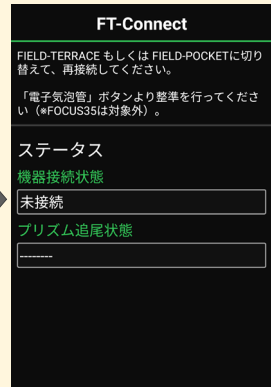 FT-Connect
FIELD-TERRACE もしくは FIELD-POCKETに切り
替えて、再接続してください。
「電子気泡管」ボタンより整準を行ってくださ
い（※FOCUS35は対象外）。
ステータス
機器接続状態
未接続
プリズム追尾状態
--------